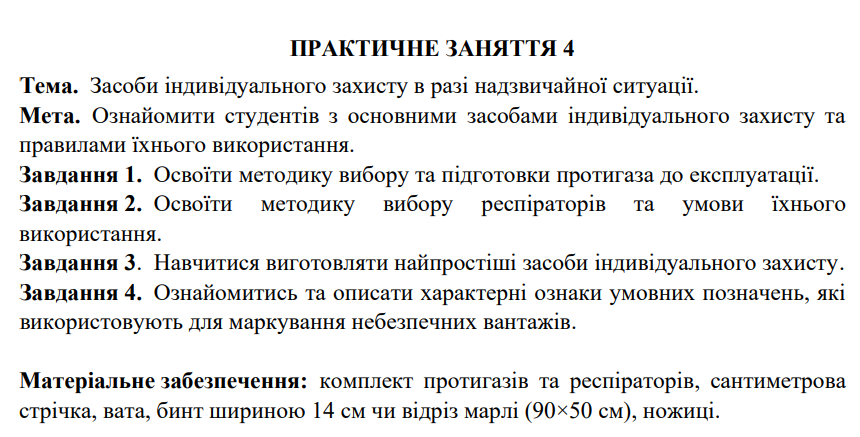 ПРАКТИЧНЕ ЗАНЯТТЯ 4
Тема. Засоби індивідуального захисту в разі надзвичайної ситуації.
Мета. Ознайомити студентів з основними засобами індивідуального захисту та
правилами їхнього використання.
Завдання 1. Освоїти методику вибору та підготовки протигаза до експлуатації.
Завдання 2. Освоїти методику вибору респіраторів та умови їхнього
використання.
Завдання 3. Навчитися виготовляти найпростіші засоби індивідуального захисту.
Завдання 4. Ознайомитись та описати характерні ознаки умовних позначень, які
використовують для маркування небезпечних вантажів.
Матеріальне забезпечення: комплект протигазів та респіраторів, сантиметрова
стрічка, вата, бинт шириною 14 см чи відріз марлі (90×50 см), ножиці.